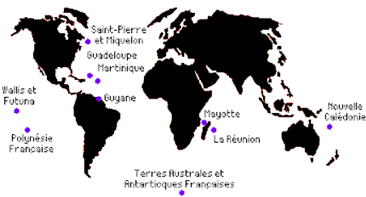 Saint-Pierre
et Miquelon
Guadeloupe
Martinique
Wallis et
Futuna
Guyane
Mayotte
Nouvelle
Calédonie
Polynésie
Française
La Réunion
Terres Australes et
Antarticques Françaises